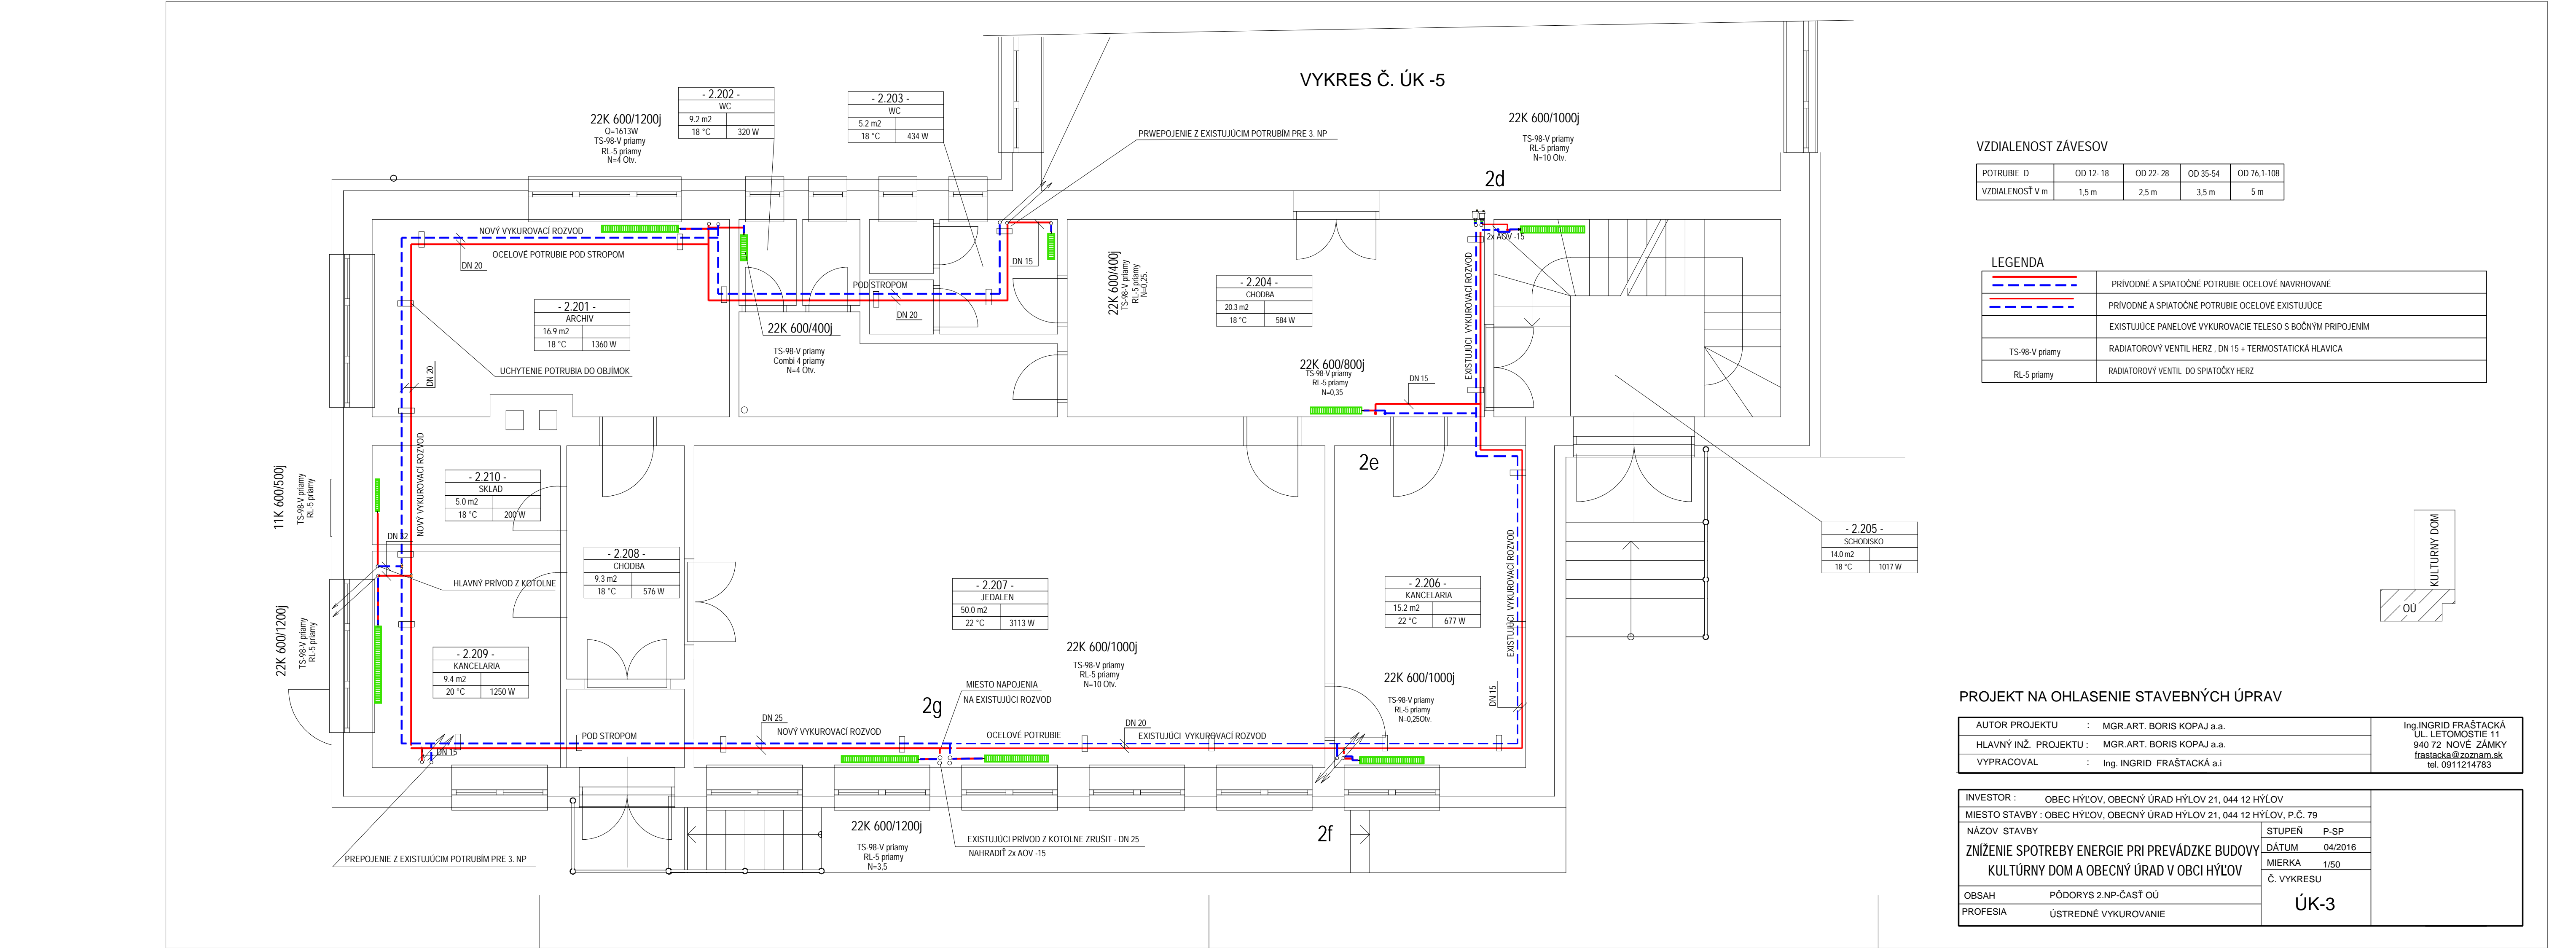 VYKRES Č. ÚK -5
- 2.202 -
WC
9.2 m2
18 °C 320 W
- 2.203 -
WC
5.2 m2
18 °C 434 W
22K 600/1200j
Q=1613W
TS-98-V priamy
RL-5 priamy
N=4 Otv.
PRWEPOJENIE Z EXISTUJÚCIM POTRUBÍM PRE 3. NP
22K 600/1000j
TS-98-V priamy
RL-5 priamy
N=10 Otv.
2d
2x AOV -15
NOVÝ VYKUROVACÍ ROZVOD
OCELOVÉ POTRUBIE POD STROPOM
DN 20
DN 15
POD STROPOM
DN 20
22K 600/400j
TS-98-V priamy
RL-5 priamy
N=0,25.
- 2.204 -
CHODBA
20.3 m2
18 °C 584 W
EXISTUJÚCI VYKUROVACÍ ROZVOD
- 2.201 -
ARCHIV
16.9 m2
18 °C 1360 W
22K 600/400j
TS-98-V priamy
Combi 4 priamy
N=4 Otv.
UCHYTENIE POTRUBIA DO OBJÍMOK
DN 20
22K 600/800j
TS-98-V priamy
RL-5 priamy
N=0,35
DN 15
NOVÝ VYKUROVACÍ ROZVOD
2e
11K 600/500j
TS-98-V priamy
RL-5 priamy
- 2.210 -
SKLAD
5.0 m2
18 °C 200 W
DN 32
HLAVNÝ PRÍVOD Z KOTOLNE
- 2.208 -
CHODBA
9.3 m2
18 °C 576 W
- 2.207 -
JEDALEN
50.0 m2
22 °C 3113 W
- 2.206 -
KANCELARIA
15.2 m2
22 °C 677 W
EXISTUJÚCI VYKUROVACÍ ROZVOD
- 2.205 -
SCHODISKO
14.0 m2
18 °C 1017 W
22K 600/1200j
TS-98-V priamy
RL-5 priamy
- 2.209 -
KANCELARIA
9.4 m2
20 °C 1250 W
22K 600/1000j
TS-98-V priamy
RL-5 priamy
N=10 Otv.
22K 600/1000j
TS-98-V priamy
RL-5 priamy
N=0,25Otv.
DN 15
MIESTO NAPOJENIA
NA EXISTUJÚCI ROZVOD
2g
DN 15
POD STROPOM
DN 25
NOVÝ VYKUROVACÍ ROZVOD
OCELOVÉ POTRUBIE
DN 20
EXISTUJÚCI VYKUROVACÍ ROZVOD
22K 600/1200j
TS-98-V priamy
RL-5 priamy
N=3,5
EXISTUJÚCI PRÍVOD Z KOTOLNE ZRUŠIT - DN 25
NAHRADIŤ 2x AOV -15
2f
PREPOJENIE Z EXISTUJÚCIM POTRUBÍM PRE 3. NP
VZDIALENOST ZÁVESOV
POTRUBIE D OD 12- 18 OD 22- 28 OD 35-54 OD 76,1-108
VZDIALENOSŤ V m 1,5 m 2,5 m 3,5 m 5 m
LEGENDA
PRÍVODNÉ A SPIATOČNÉ POTRUBIE OCELOVÉ NAVRHOVANÉ
PRÍVODNÉ A SPIATOČNÉ POTRUBIE OCELOVÉ EXISTUJÚCE
EXISTUJÚCE PANELOVÉ VYKUROVACIE TELESO S BOČNÝM PRIPOJENÍM
TS-98-V priamy RADIATOROVÝ VENTIL HERZ , DN 15 + TERMOSTATICKÁ HLAVICA
RL-5 priamy RADIATOROVÝ VENTIL DO SPIATOČKY HERZ
KULTURNY DOM
OÚ
PROJEKT NA OHLASENIE STAVEBNÝCH ÚPRAV
AUTOR PROJEKTU : MGR.ART. BORIS KOPAJ a.a.
HLAVNÝ INŽ. PROJEKTU : MGR.ART. BORIS KOPAJ a.a.
VYPRACOVAL : Ing. INGRID FRAŠTACKÁ a.i
Ing.INGRID FRAŠTACKÁ
UL. LETOMOSTIE 11
940 72 NOVÉ ZÁMKY
frastacka@zoznam.sk
tel. 0911214783
INVESTOR : OBEC HÝĽOV, OBECNÝ ÚRAD HÝLOV 21, 044 12 HÝĽOV
MIESTO STAVBY : OBEC HÝĽOV, OBECNÝ ÚRAD HÝLOV 21, 044 12 HÝĽOV, P.Č. 79
NÁZOV STAVBY
ZNÍŽENIE SPOTREBY ENERGIE PRI PREVÁDZKE BUDOVY
KULTÚRNY DOM A OBECNÝ ÚRAD V OBCI HÝĽOV
STUPEŇ P-SP
DÁTUM 04/2016
MIERKA 1/50
Č. VYKRESU
ÚK-3
OBSAH PÔDORYS 2.NP-ČASŤ OÚ
PROFESIA ÚSTREDNÉ VYKUROVANIE